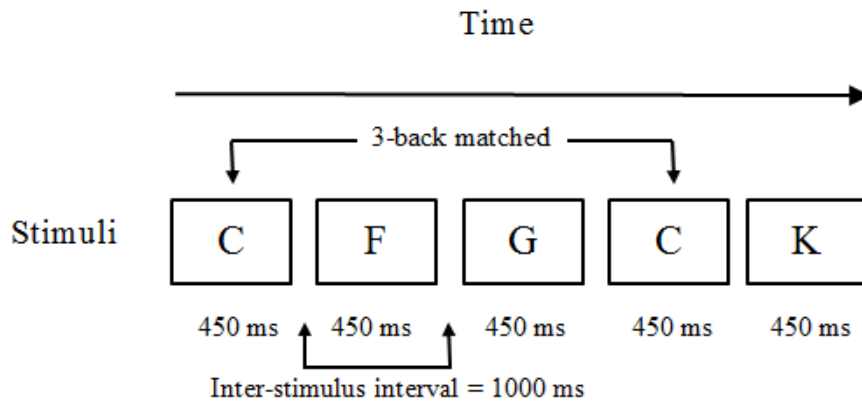 Time
3-back matched
Stimuli C F G C K
450 ms 450 ms 450 ms 450 ms 450 ms
Inter-stimulus interval = 1000 ms